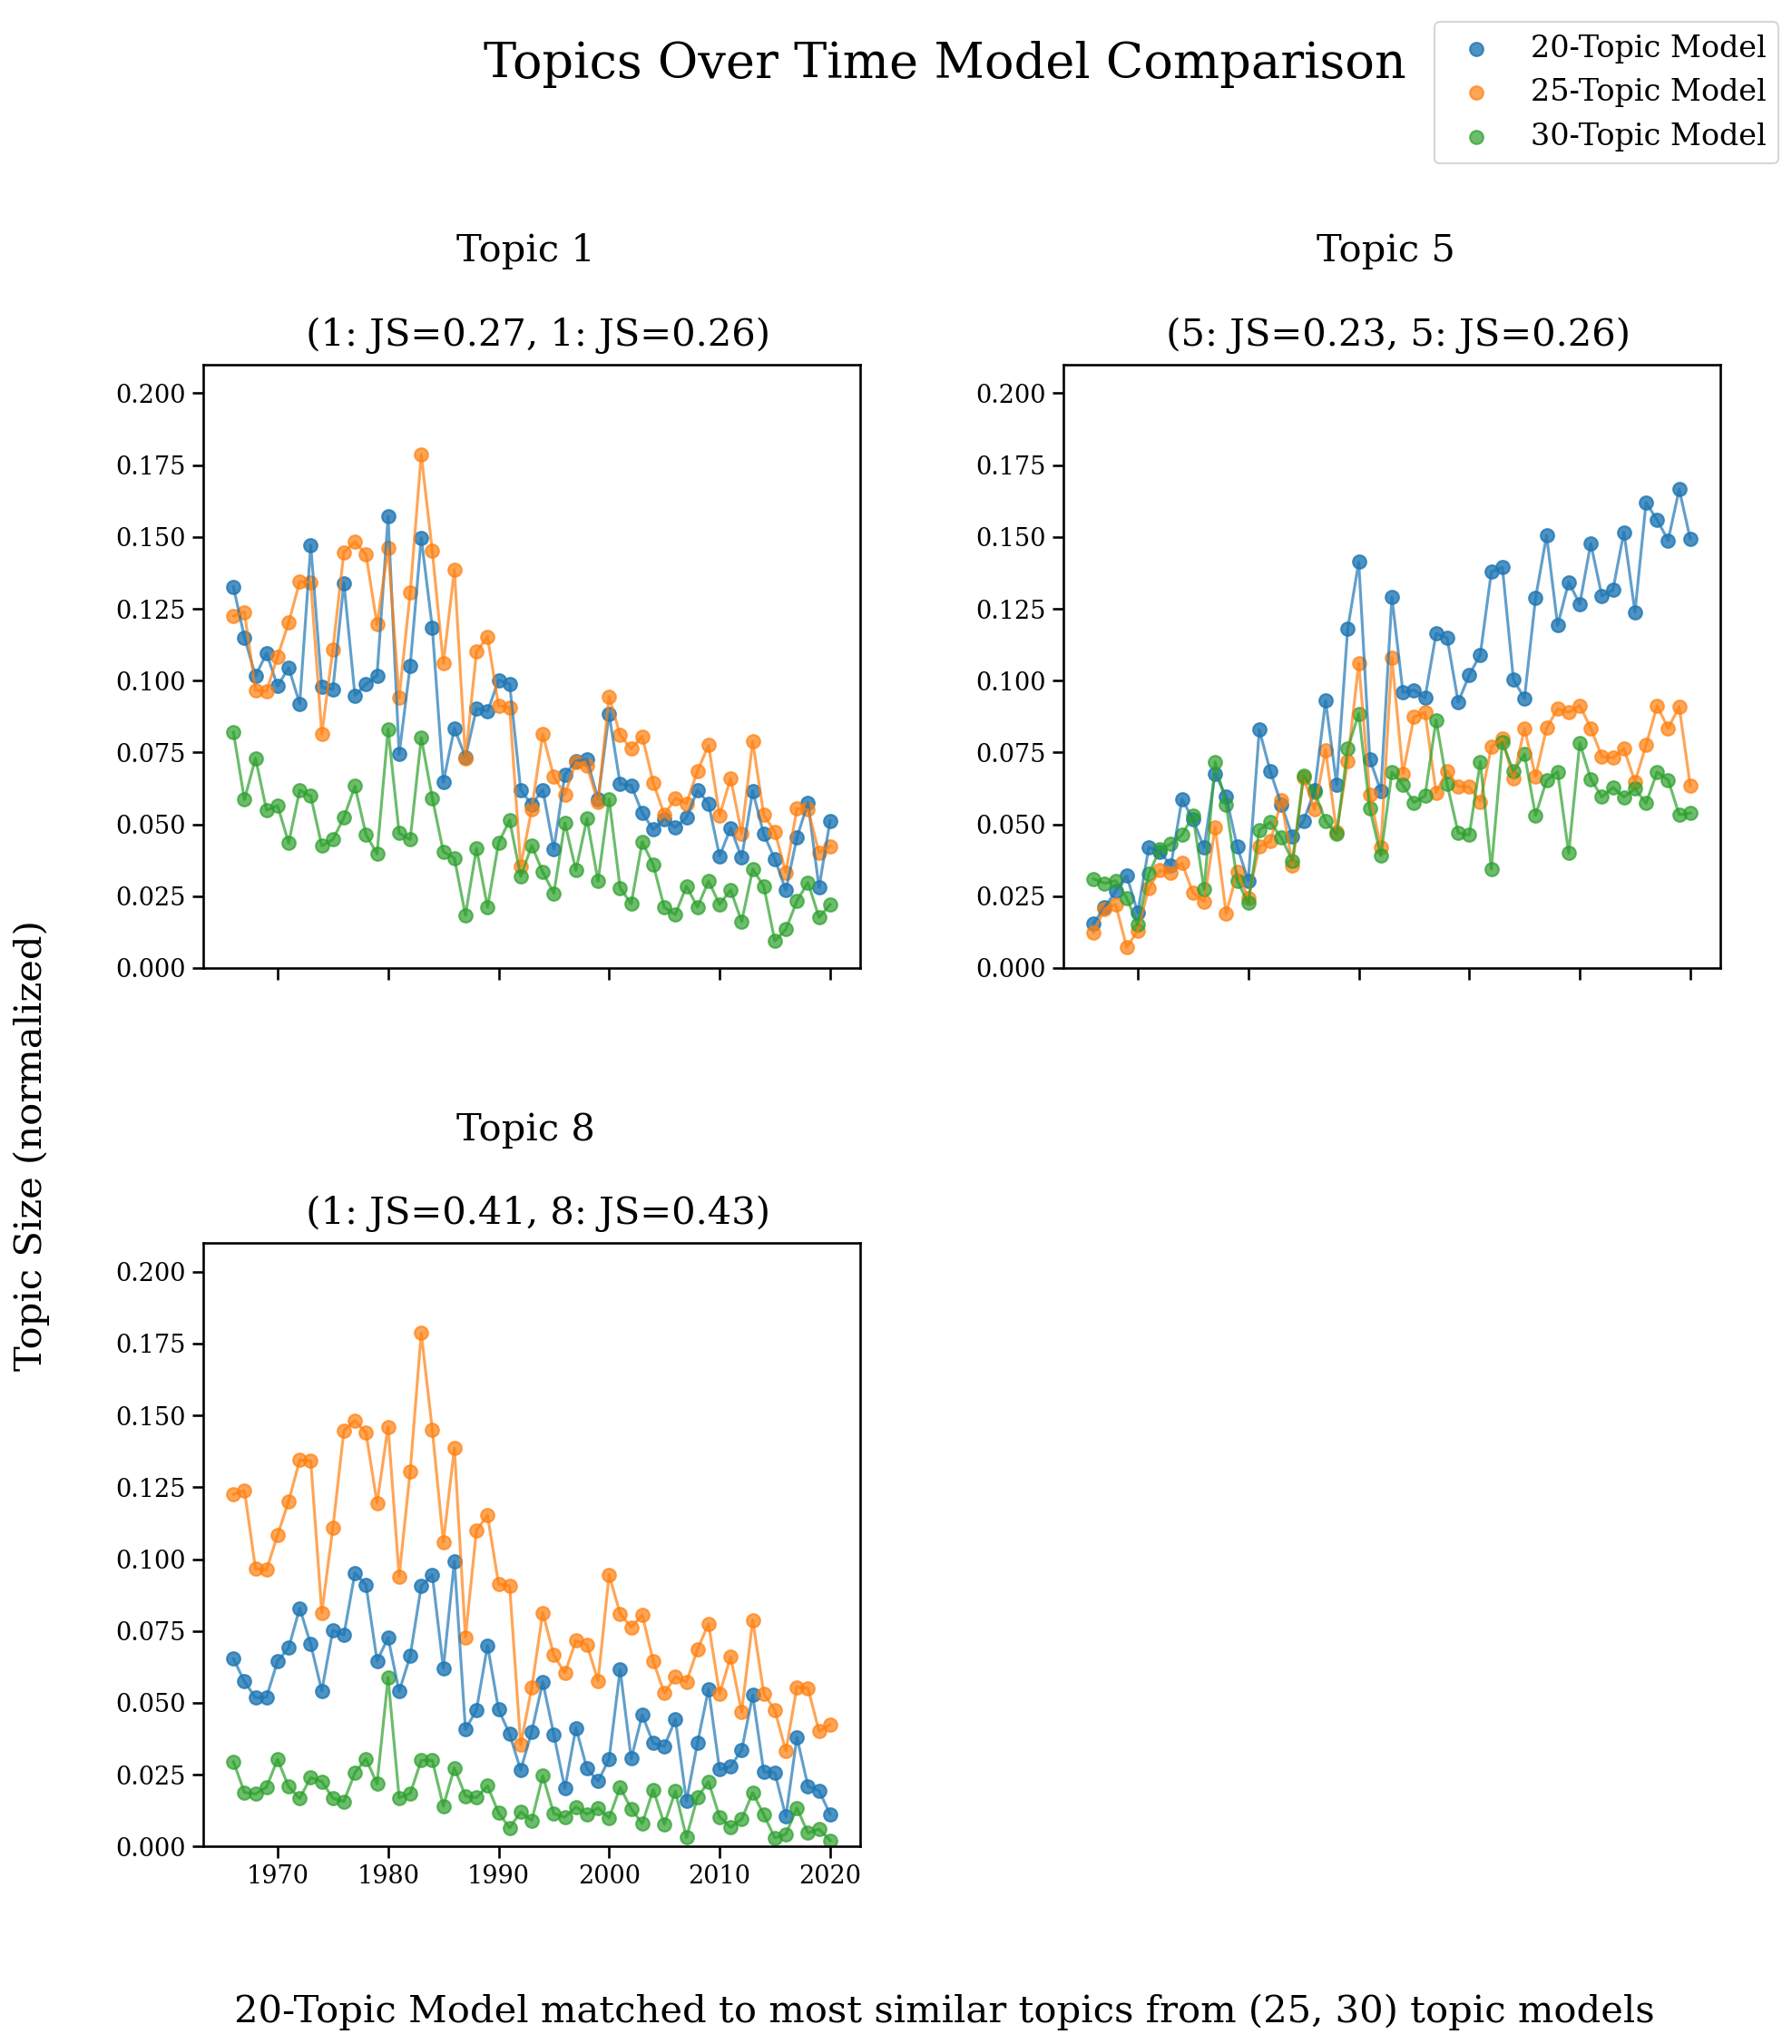 Topics Over Time Model Comparison
20-Topic Model
25-Topic Model
30-Topic Model
Topic 1
(1: JS=0.27, 1: JS=0.26)
0.200
0.175
0.150
0.125
0.100
0.075
0.050
0.025
0.000
Topic 5
(5: JS=0.23, 5: JS=0.26)
0.200
0.175
0.150
0.125
0.100
0.075
0.050
0.025
0.000
Topic Size (normalized)
Topic 8
(1: JS=0.41, 8: JS=0.43)
0.200
0.175
0.150
0.125
0.100
0.075
0.050
0.025
0.000
1970 1980 1990 2000 2010 2020
20-Topic Model matched to most similar topics from (25, 30) topic models